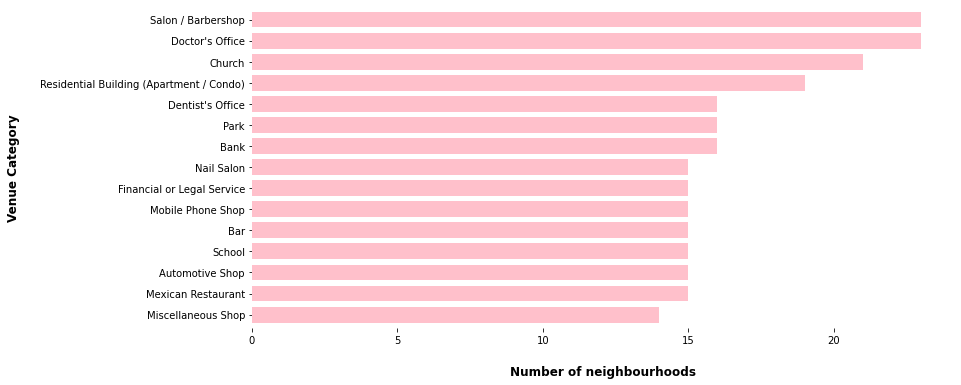 Salon / Barbershop
Doctor's Office
Church
Residential Building (Apartment / Condo)
Dentist's Office
Park
Bank
Nail Salon
Financial or Legal Service
Mobile Phone Shop
Bar
School
Automotive Shop
Mexican Restaurant
Miscellaneous Shop
Venue Category
0 5 10 15 20
Number of neighbourhoods